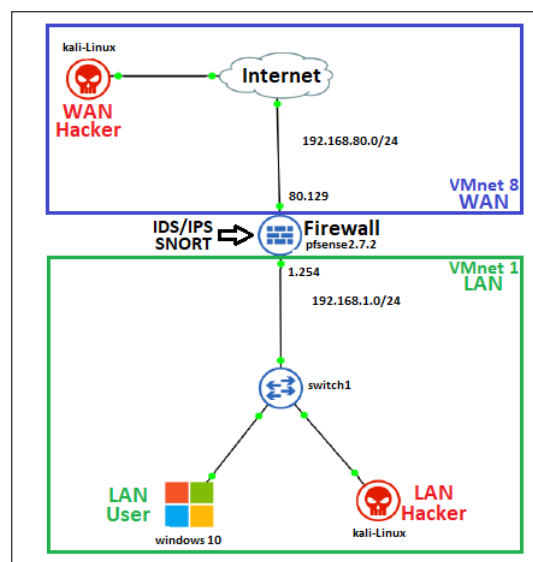 kali-Linux
WAN
Hacker
Internet
192.168.80.0/24
80.129
VMnet 8
WAN
IDS/IPS
SNORT
Firewall
pfsense2.7.2
1.254
VMnet 1
LAN
192.168.1.0/24
switch1
LAN
User
windows 10
LAN
Hacker
kali-Linux